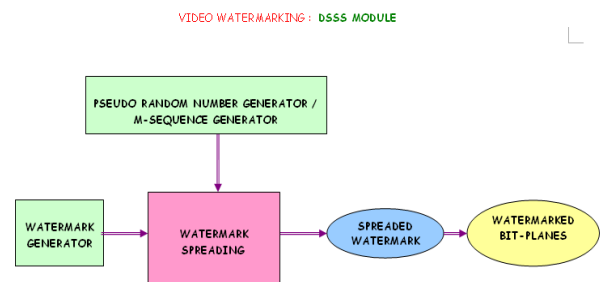 VIDEO WATERMARKING : DSSS MODULE
PSEUDO RANDOM NUMBER GENERATOR /
M-SEQUENCE GENERATOR
WATERMARK
GENERATOR
WATERMARK
SPREADING
SPREADED
WATERMARK
WATERMARKED
BIT-PLANES